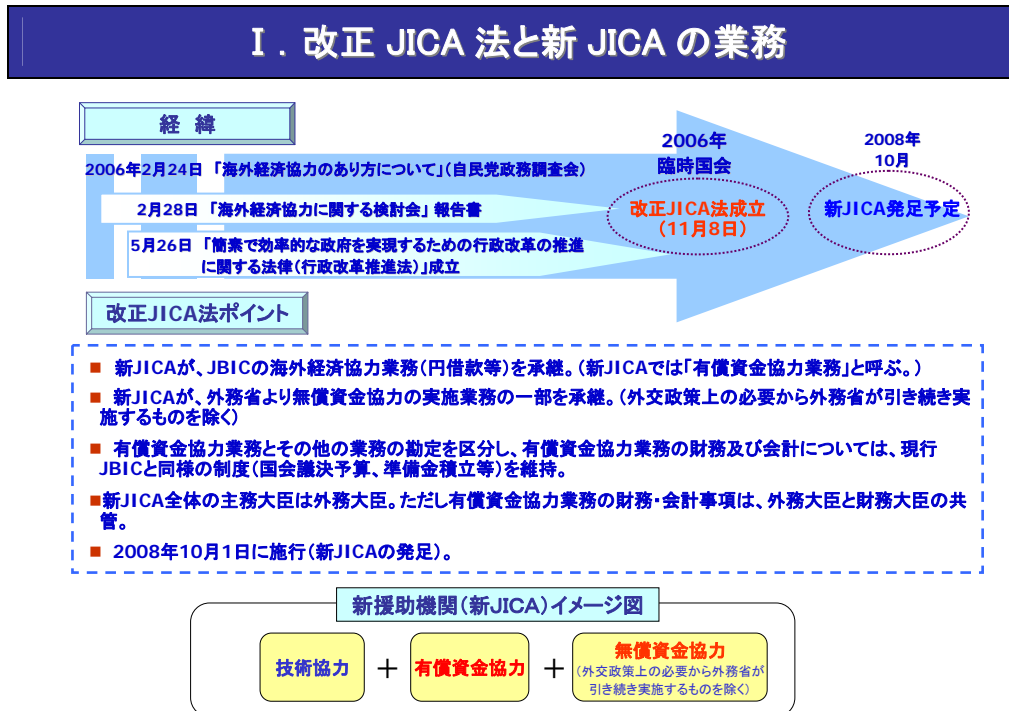 Ⅰ．改正 JICA 法と新 JICA の業務
経　緯
2006年2月24日 「海外経済協力のあり方について」（自民党政務調査会）
2月28日 「海外経済協力に関する検討会」 報告書
5月26日 「簡素で効率的な政府を実現するための行政改革の推進
に関する法律（行政改革推進法）」成立
2006年
臨時国会
改正JICA法成立
（11月8日）
2008年
10月
新JICA発足予定
改正JICA法ポイント
■ 新JICAが、JBICの海外経済協力業務（円借款等）を承継。（新JICAでは「有償資金協力業務」と呼ぶ。）
■ 新JICAが、外務省より無償資金協力の実施業務の一部を承継。（外交政策上の必要から外務省が引き続き実
施するものを除く）
■ 有償資金協力業務とその他の業務の勘定を区分し、有償資金協力業務の財務及び会計については、現行
JBICと同様の制度（国会議決予算、準備金積立等）を維持。
■新JICA全体の主務大臣は外務大臣。ただし有償資金協力業務の財務・会計事項は、外務大臣と財務大臣の共
管。
■ 2008年10月1日に施行（新JICAの発足）。
新援助機関（新JICA）イメージ図
技術協力
＋
有償資金協力
＋
無償資金協力
（外交政策上の必要から外務省が
引き続き実施するものを除く）